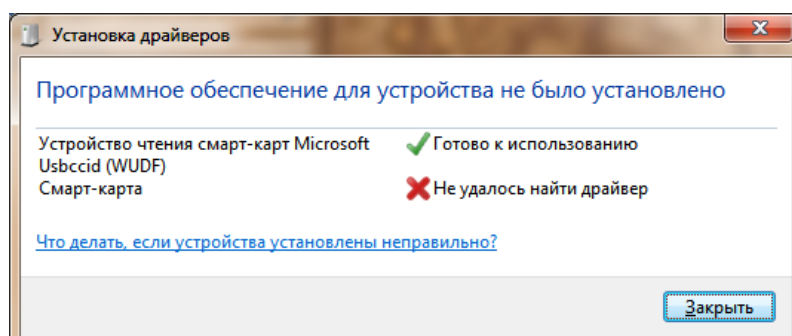 Установка драйверов
Программное обеспечение для устройства не было установлено
Устройство чтения смарт-карт Microsoft Usbccid (WUDF)
Готово к использованию
Смарт-карта
Не удалось найти драйвер
Что делать, если устройства установлены неправильно?
Закрыть